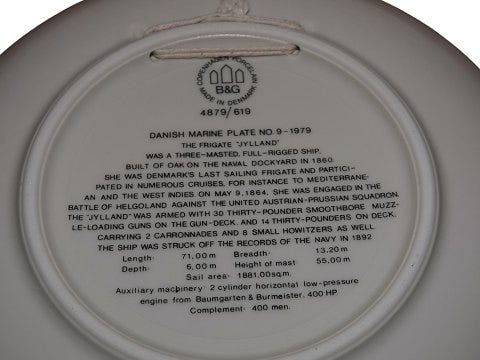 COPENHAGEN PORCELAIN
B&G
MADE IN DENMARK
4879/619
DANISH MARINE PLATE NO. 9-1979
THE FRIGATE "JYLLAND"
WAS A THREE-MASTED, FULL-RIGGED SHIP,
BUILT OF OAK ON THE NAVAL DOCKYARD IN 1860.
SHE WAS DENMARK'S LAST SAILING FRIGATE AND PARTICI-
PATED IN NUMEROUS CRUISES, FOR INSTANCE TO MEDITERRANE-
AN AND THE WEST INDIES ON MAY 9.1864, SHE WAS ENGAGED IN THE
BATTLE OF HELGOLAND AGAINST THE UNITED AUSTRIAN-PRUSSIAN SQUADRON.
THE "JYLLAND" WAS ARMED WITH 30 THIRTY-POUNDER SMOOTHBORE MUZZ-
LE-LOADING GUNS ON THE GUN-DECK, AND 14 THIRTY-POUNDERS ON DECK,
CARRYING 2 CARRONNADES AND 8 SMALL HOWITZERS AS WELL.
THE SHIP WAS STRUCK OFF THE RECORDS OF THE NAVY IN 1892
Length: 71,00 m Breadth: 13.20 m
Depth: 6,00 m Height of mast: 55,00 m
Sail area: 1881.00 sq.m.
Auxiliary machinery: 2 cylinder horizontal low-pressure
engine from Baumgarten & Burmeister. 400 HP
Complement: 400 men.